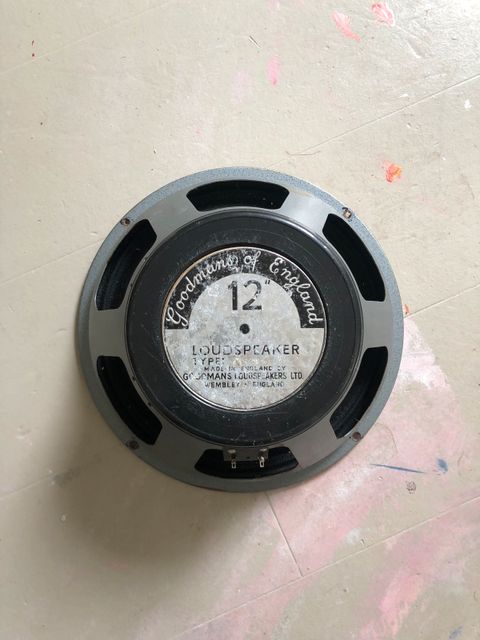 Goodmans of England
12"
LOUDSPEAKER
TYPE:
MADE IN ENGLAND BY
GOODMANS LOUDSPEAKERS LTD.
WEMBLEY • ENGLAND